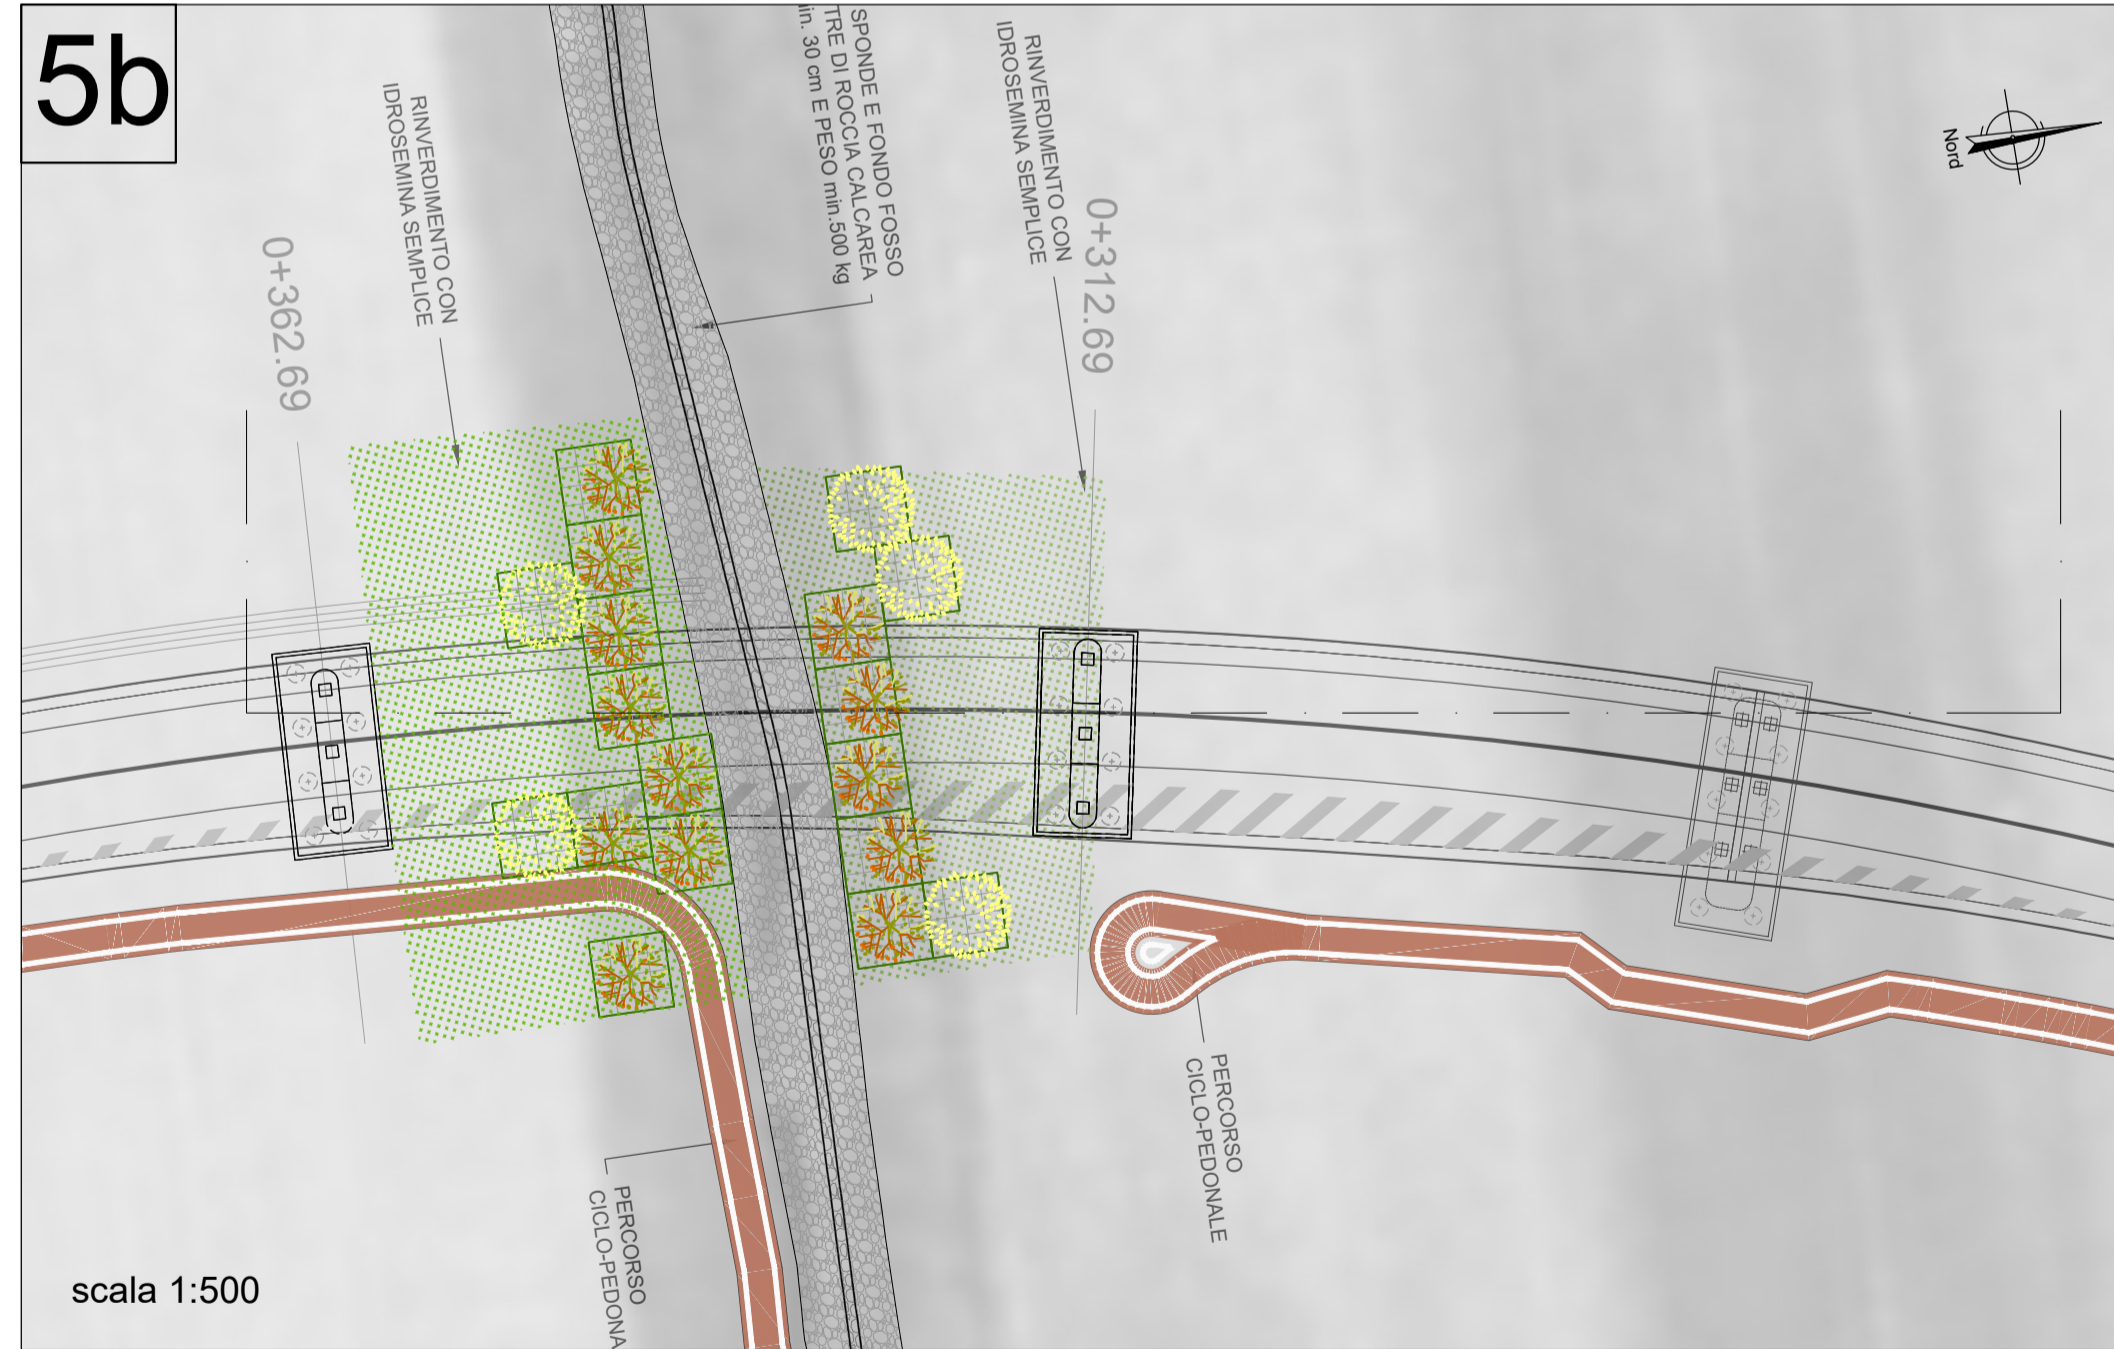 5b
RINVERDIMENTO CON
IDROSEMINA SEMPLICE
0+362.69
SPONDE E FONDO FOSSO
TRE DI ROCCIA CALCAREA
in. 30 cm E PESO min.500 kg
RINVERDIMENTO CON
IDROSEMINA SEMPLICE
0+312.69
Nord
PERCORSO
CICLO-PEDONALE
PERCORSO
CICLO-PEDONA
scala 1:500